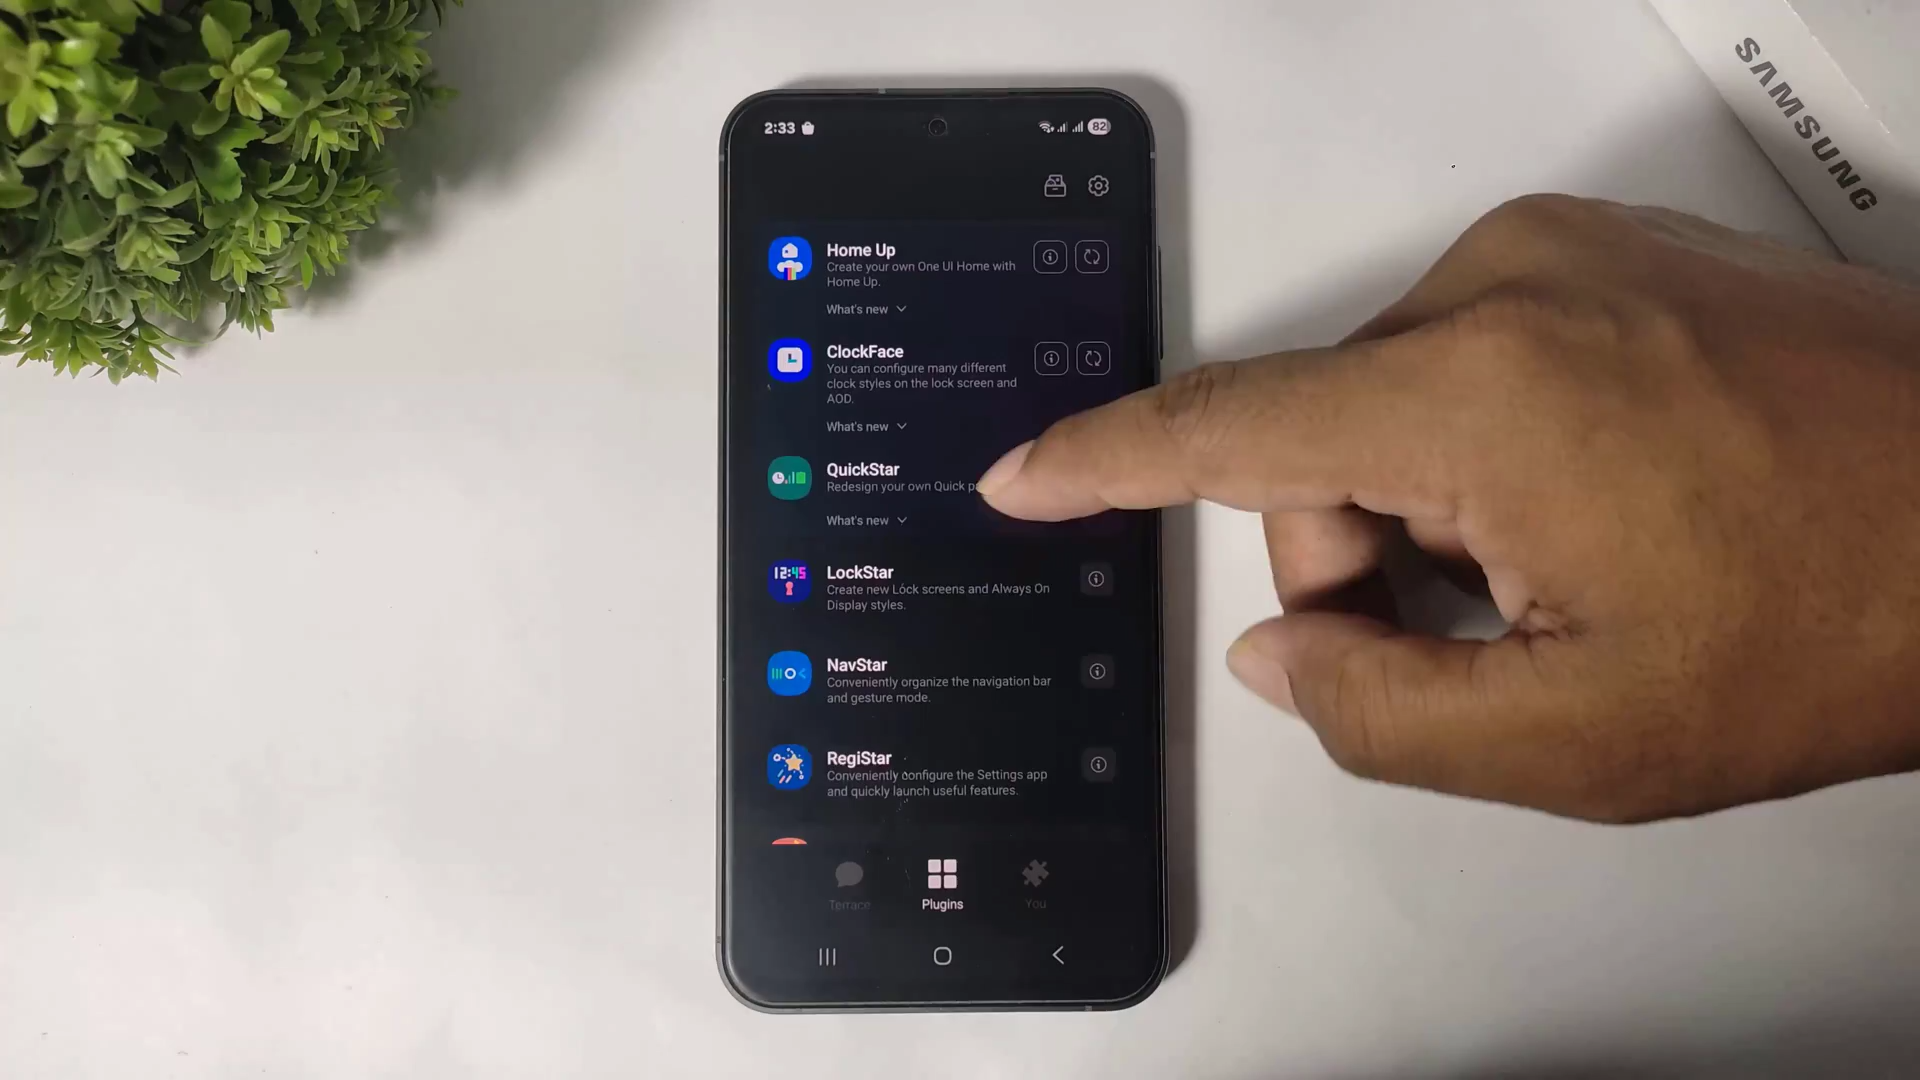 SAMSUNG
2:33
82
Home Up
Create your own One UI Home with
Home Up.
What's new
ClockFace
You can configure many different
clock styles on the lock screen and
AOD.
What's new
QuickStar
Redesign your own Quick
What's new
12:45
LockStar
Create new Lock screens and Always On
Display styles.
NavStar
Conveniently organize the navigation bar
and gesture mode.
RegiStar
Conveniently configure the Settings app
and quickly launch useful features.
Terrace
Plugins
You